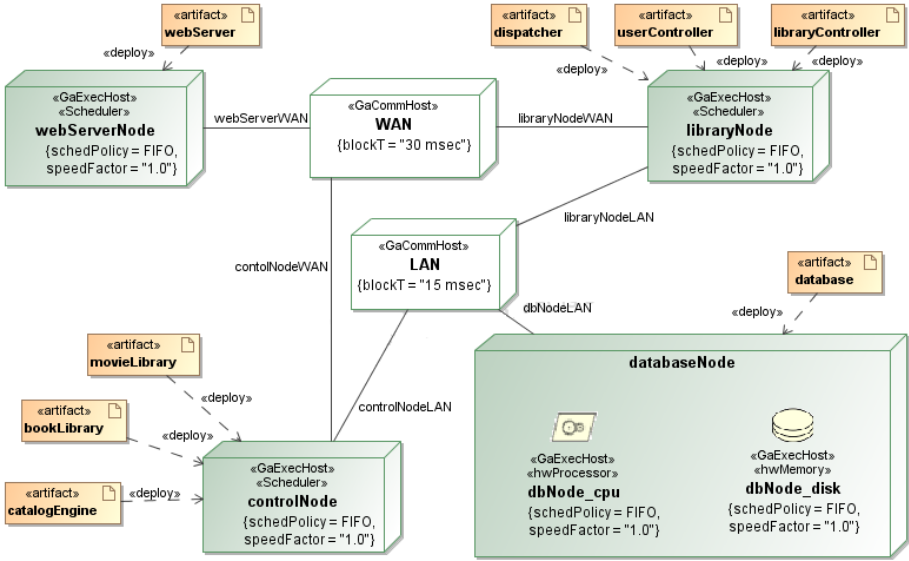 «artifact»
webServer
«artifact»
dispatcher
«artifact»
userController
«artifact»
libraryController
«deploy»
«deploy»
«deploy»
«deploy»
«GaExecHost»
«Scheduler»
webServerNode
{schedPolicy = FIFO,
speedFactor = "1.0"}
webServerWAN
«GaCommHost»
WAN
{blockT = "30 msec"}
libraryNodeWAN
«GaExecHost»
«Scheduler»
libraryNode
{schedPolicy = FIFO,
speedFactor = "1.0"}
libraryNodeLAN
«GaCommHost»
LAN
{blockT = "15 msec"}
contolNodeWAN
«artifact»
database
«deploy»
dbNodeLAN
«artifact»
movieLibrary
«deploy»
«artifact»
bookLibrary
«deploy»
controlNodeLAN
«artifact»
catalogEngine
«deploy»
«GaExecHost»
«Scheduler»
controlNode
{schedPolicy = FIFO,
speedFactor = "1.0"}
databaseNode
«GaExecHost»
«hwProcessor»
dbNode_cpu
{schedPolicy = FIFO,
speedFactor = "1.0"}
«GaExecHost»
«hwMemory»
dbNode_disk
{schedPolicy = FIFO,
speedFactor = "1.0"}